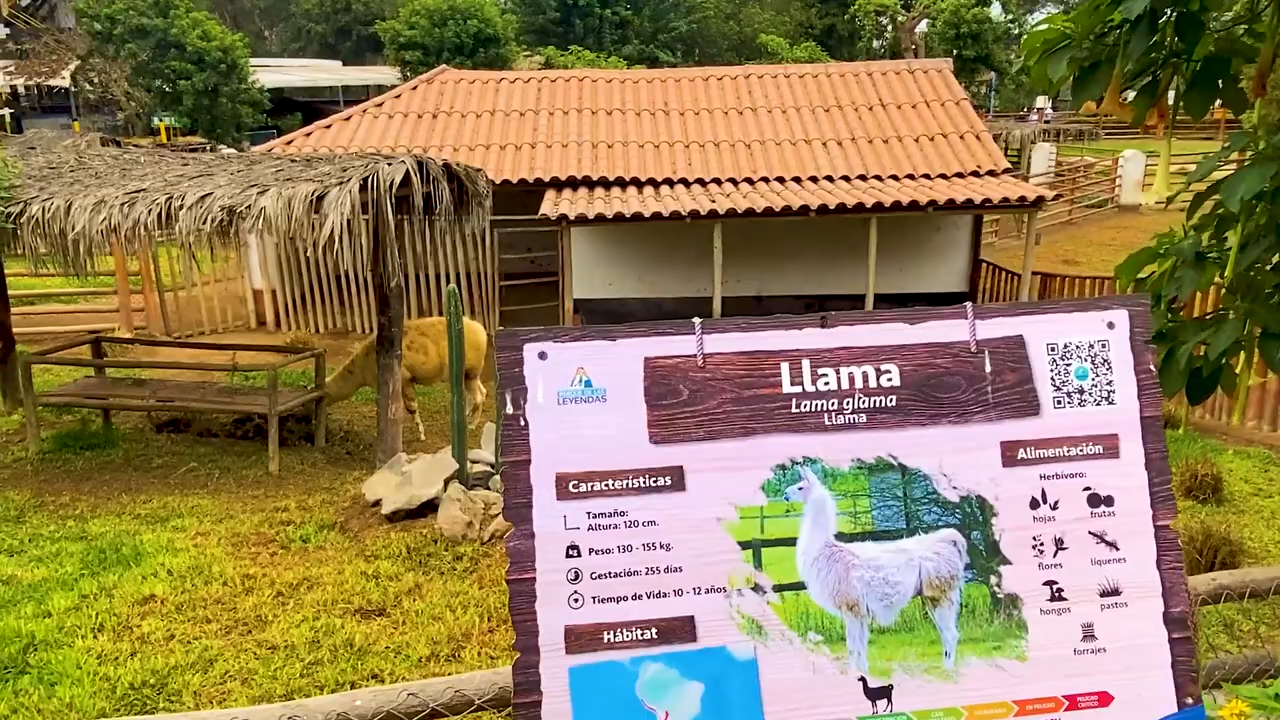 PARQUE DE LAS
LEYENDAS
Llama
Lama glama
Llama
Características
Tamaño:
Altura: 120 cm.
Peso: 130 - 155 kg.
Gestación: 255 días
Tiempo de Vida: 10 - 12 años
Hábitat
Alimentación
Herbívoro:
hojas
frutas
flores
líquenes
hongos
pastos
forrajes
EN PELIGRO
PELIGRO
CRÍTICO